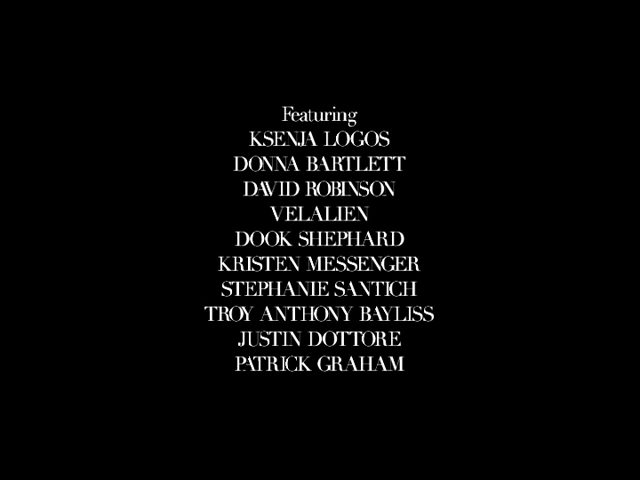 Featuring
KSENJA LOGOS
DONNA BARTLETT
DAVID ROBINSON
VELALIEN
DOOK SHEPHARD
KRISTEN MESSENGER
STEPHANIE SANTICH
TROY ANTHONY BAYLISS
JUSTIN DOTTORE
PATRICK GRAHAM